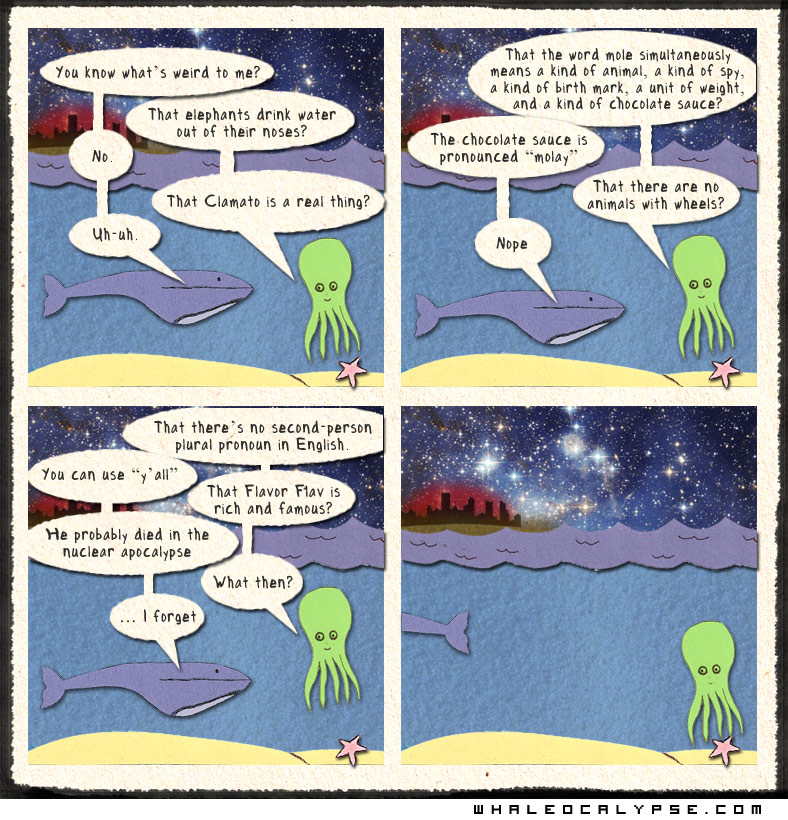 You know what's weird to me?
That elephants drink water
out of their noses?
No.
That Clamato is a real thing?
Uh-uh.
That the word mole simultaneously
means a kind of animal, a kind of spy,
a kind of birth mark, a unit of weight,
and a kind of chocolate sauce?
The chocolate sauce is
pronounced “molay”
That there are no
animals with wheels?
Nope
That there's no second-person
plural pronoun in English.
You can use “y'all”
That Flavor Flav is
rich and famous?
He probably died in the
nuclear apocalypse
What then?
... I forget
WHALEOCALYPSE.COM